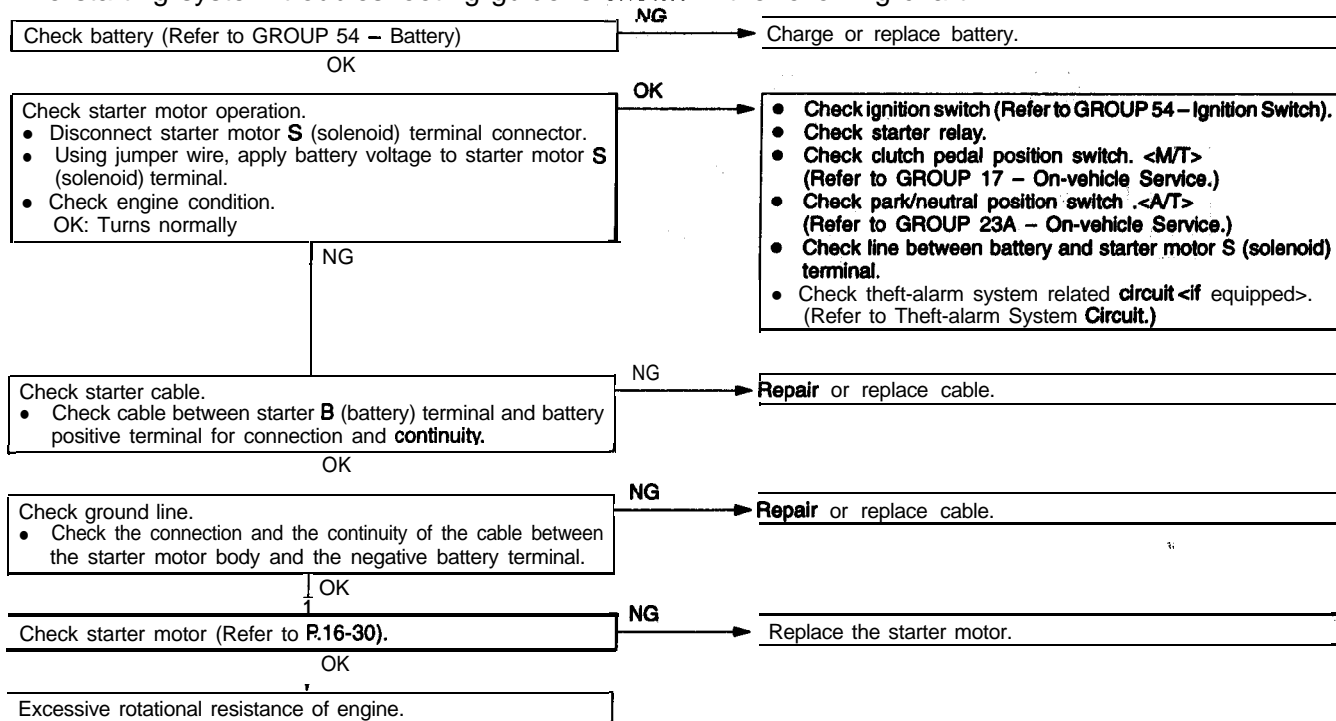 NG
Check battery (Refer to GROUP 54 – Battery)
Charge or replace battery.
OK
OK
Check starter motor operation.
• Disconnect starter motor S (solenoid) terminal connector.
• Using jumper wire, apply battery voltage to starter motor S
(solenoid) terminal.
• Check engine condition.
OK: Turns normally
• Check ignition switch (Refer to GROUP 54 – Ignition Switch).
• Check starter relay.
• Check clutch pedal position switch. <M/T>
(Refer to GROUP 17 – On-vehicle Service.)
• Check park/neutral position switch .<A/T>
(Refer to GROUP 23A – On-vehicle Service.)
• Check line between battery and starter motor S (solenoid)
terminal.
• Check theft-alarm system related circuit <if equipped>.
(Refer to Theft-alarm System Circuit.)
NG
NG
Check starter cable.
• Check cable between starter B (battery) terminal and battery
positive terminal for connection and continuity.
Repair or replace cable.
OK
NG
Check ground line.
• Check the connection and the continuity of the cable between
the starter motor body and the negative battery terminal.
Repair or replace cable.
OK
1
NG
Check starter motor (Refer to P.16-30).
Replace the starter motor.
OK
Excessive rotational resistance of engine.